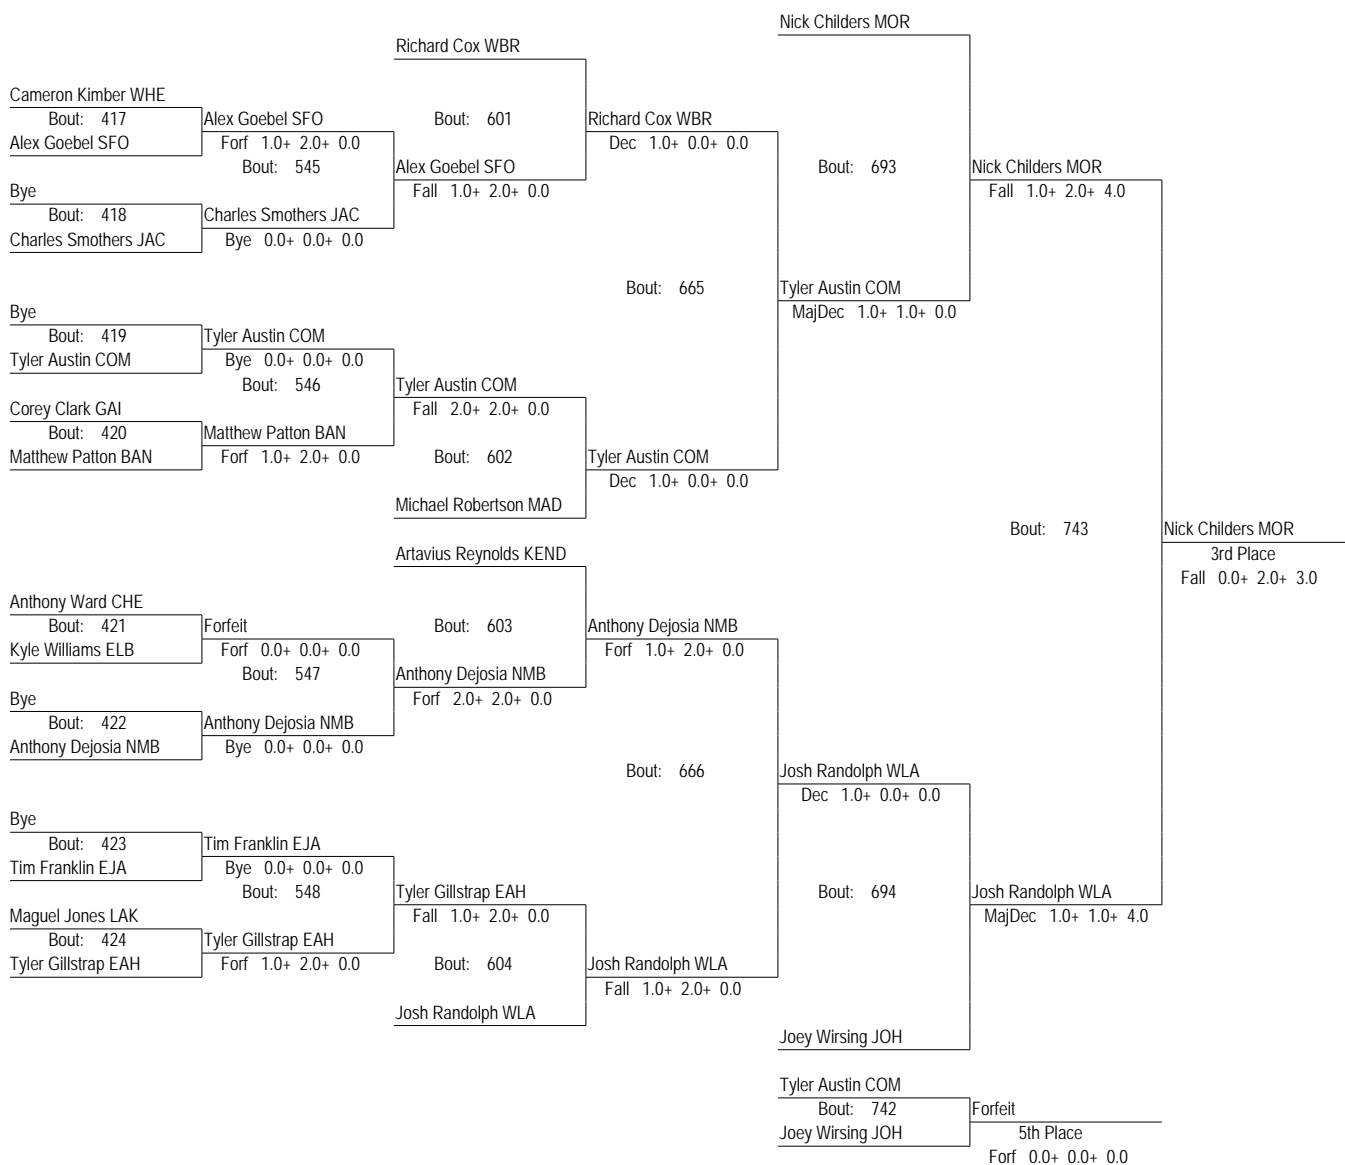 Nick Childers MOR
Richard Cox WBR
Cameron Kimber WHE
Bout: 417
Alex Goebel SFO
Bout: 601
Richard Cox WBR
Alex Goebel SFO
Forf 1.0+ 2.0+ 0.0
Dec 1.0+ 0.0+ 0.0
Bout: 545
Alex Goebel SFO
Bout: 693
Nick Childers MOR
Bye
Fall 1.0+ 2.0+ 0.0
Fall 1.0+ 2.0+ 4.0
Bout: 418
Charles Smothers JAC
Charles Smothers JAC
Bye 0.0+ 0.0+ 0.0
Bout: 665
Tyler Austin COM
Bye
MajDec 1.0+ 1.0+ 0.0
Bout: 419
Tyler Austin COM
Tyler Austin COM
Bye 0.0+ 0.0+ 0.0
Bout: 546
Tyler Austin COM
Corey Clark GAI
Fall 2.0+ 2.0+ 0.0
Bout: 420
Matthew Patton BAN
Matthew Patton BAN
Forf 1.0+ 2.0+ 0.0
Bout: 602
Tyler Austin COM
Dec 1.0+ 0.0+ 0.0
Michael Robertson MAD
Bout: 743
Nick Childers MOR
Artavius Reynolds KEND
3rd Place
Fall 0.0+ 2.0+ 3.0
Anthony Ward CHE
Bout: 421
Forfeit
Bout: 603
Anthony Dejosia NMB
Kyle Williams ELB
Forf 0.0+ 0.0+ 0.0
Forf 1.0+ 2.0+ 0.0
Bout: 547
Anthony Dejosia NMB
Bye
Forf 2.0+ 2.0+ 0.0
Bout: 422
Anthony Dejosia NMB
Anthony Dejosia NMB
Bye 0.0+ 0.0+ 0.0
Bout: 666
Josh Randolph WLA
Dec 1.0+ 0.0+ 0.0
Bye
Bout: 423
Tim Franklin EJA
Tim Franklin EJA
Bye 0.0+ 0.0+ 0.0
Bout: 548
Tyler Gillstrap EAH
Bout: 694
Josh Randolph WLA
Maguel Jones LAK
Fall 1.0+ 2.0+ 0.0
MajDec 1.0+ 1.0+ 4.0
Bout: 424
Tyler Gillstrap EAH
Tyler Gillstrap EAH
Forf 1.0+ 2.0+ 0.0
Bout: 604
Josh Randolph WLA
Fall 1.0+ 2.0+ 0.0
Josh Randolph WLA
Joey Wirsing JOH
Tyler Austin COM
Bout: 742
Forfeit
Joey Wirsing JOH
5th Place
Forf 0.0+ 0.0+ 0.0